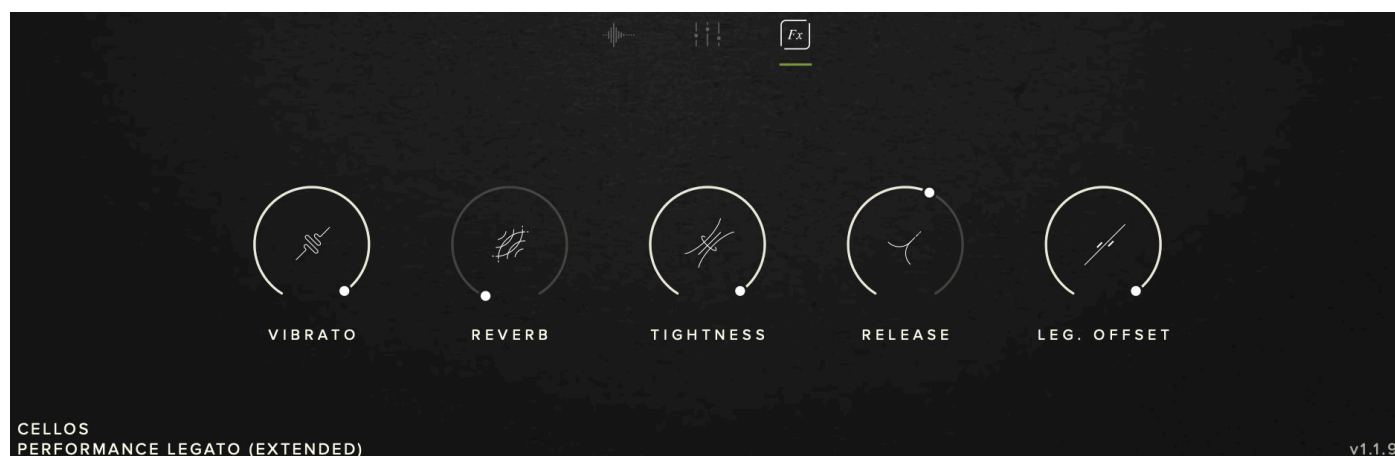 Fx
VIBRATO
REVERB
TIGHTNESS
RELEASE
LEG. OFFSET
CELLOS
PERFORMANCE LEGATO (EXTENDED)
v1.1.9